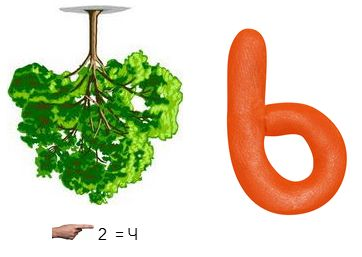 ь
2 = Ч